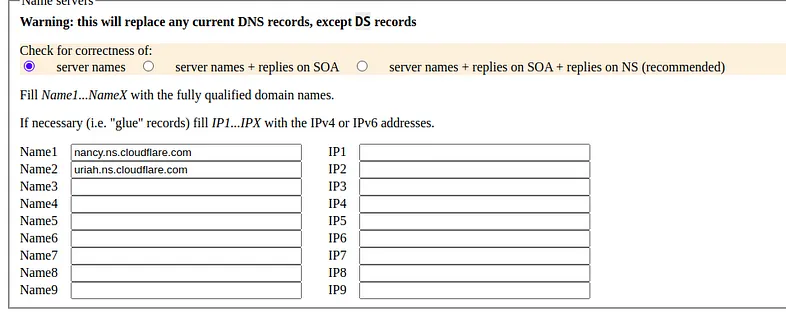 Name servers
Warning: this will replace any current DNS records, except DS records
Check for correctness of:
server names server names + replies on SOA server names + replies on SOA + replies on NS (recommended)
Fill Name1...NameX with the fully qualified domain names.
If necessary (i.e. "glue" records) fill IP1...IPX with the IPv4 or IPv6 addresses.
Name1 nancy.ns.cloudflare.com IP1
Name2 uriah.ns.cloudflare.com IP2
Name3 IP3
Name4 IP4
Name5 IP5
Name6 IP6
Name7 IP7
Name8 IP8
Name9 IP9